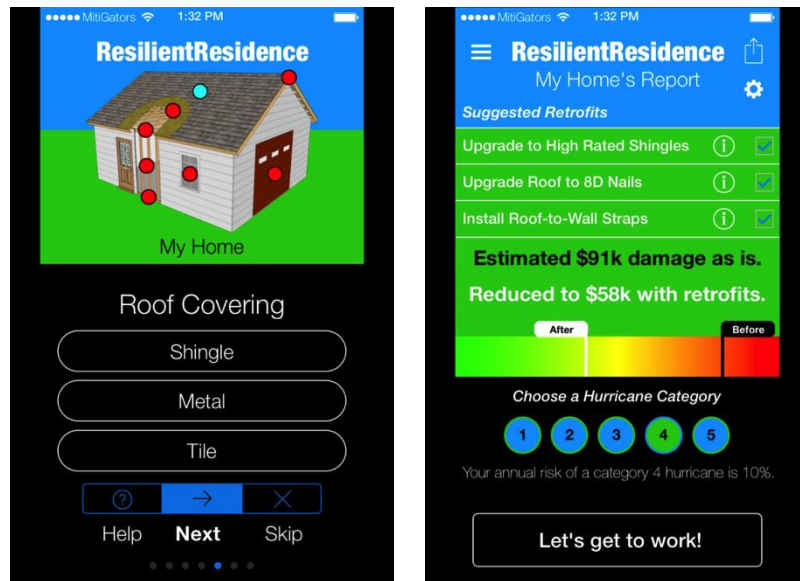 MitiGators 1:32 PM
ResilientResidence
My Home
Roof Covering
Shingle
Metal
Tile
?
Help Next Skip
MitiGators 1:32 PM
ResilientResidence
My Home's Report
Suggested Retrofits
Upgrade to High Rated Shingles i
Upgrade Roof to 8D Nails i
Install Roof-to-Wall Straps i
Estimated $91k damage as is.
Reduced to $58k with retrofits.
After Before
Choose a Hurricane Category
1 2 3 4 5
Your annual risk of a category 4 hurricane is 10%.
Let's get to work!